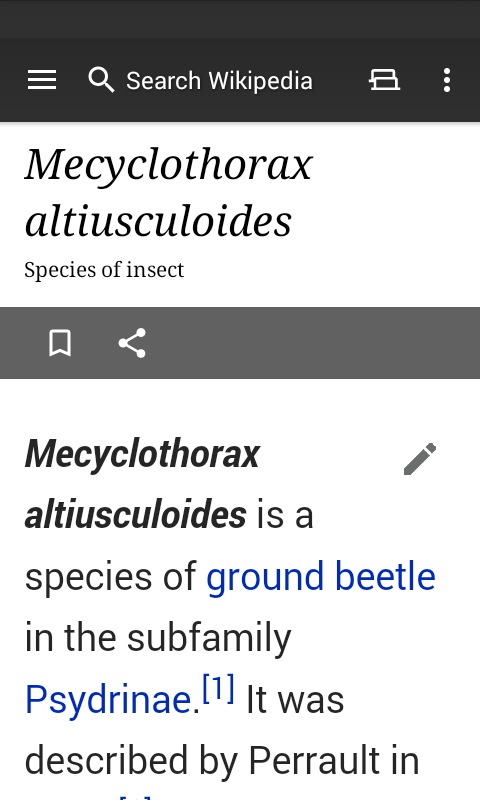 Search Wikipedia
Mecyclothorax
altiusculoides
Species of insect
Mecyclothorax
altiusculoides is a
species of ground beetle
in the subfamily
Psydrinae.[1] It was
described by Perrault in